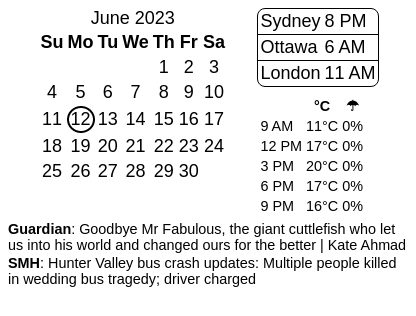 June 2023
Su Mo Tu We Th Fr Sa
1 2 3
4 5 6 7 8 9 10
11 12 13 14 15 16 17
18 19 20 21 22 23 24
25 26 27 28 29 30
Sydney 8 PM
Ottawa 6 AM
London 11 AM
°C ☂
9 AM 11°C 0%
12 PM 17°C 0%
3 PM 20°C 0%
6 PM 17°C 0%
9 PM 16°C 0%
Guardian: Goodbye Mr Fabulous, the giant cuttlefish who let
us into his world and changed ours for the better | Kate Ahmad
SMH: Hunter Valley bus crash updates: Multiple people killed
in wedding bus tragedy; driver charged